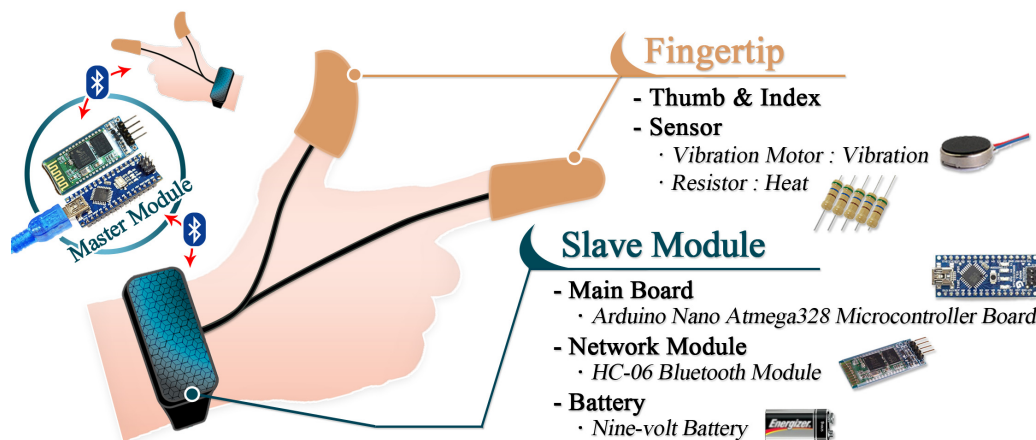 Fingertip
- Thumb & Index
- Sensor
· Vibration Motor : Vibration
· Resistor : Heat
Master Module
Slave Module
- Main Board
· Arduino Nano Atmega328 Microcontroller Board
- Network Module
· HC-06 Bluetooth Module
- Battery
· Nine-volt Battery
Energizer